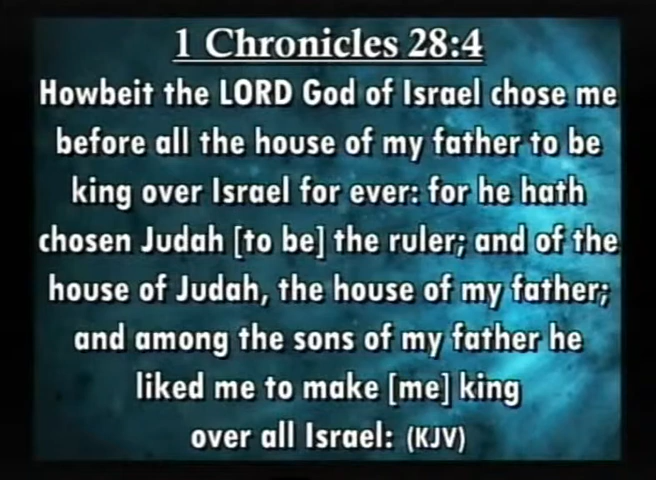 1 Chronicles 28:4
Howbeit the LORD God of Israel chose me
before all the house of my father to be
king over Israel for ever: for he hath
chosen Judah [to be] the ruler; and of the
house of Judah, the house of my father;
and among the sons of my father he
liked me to make [me] king
over all Israel: (KJV)